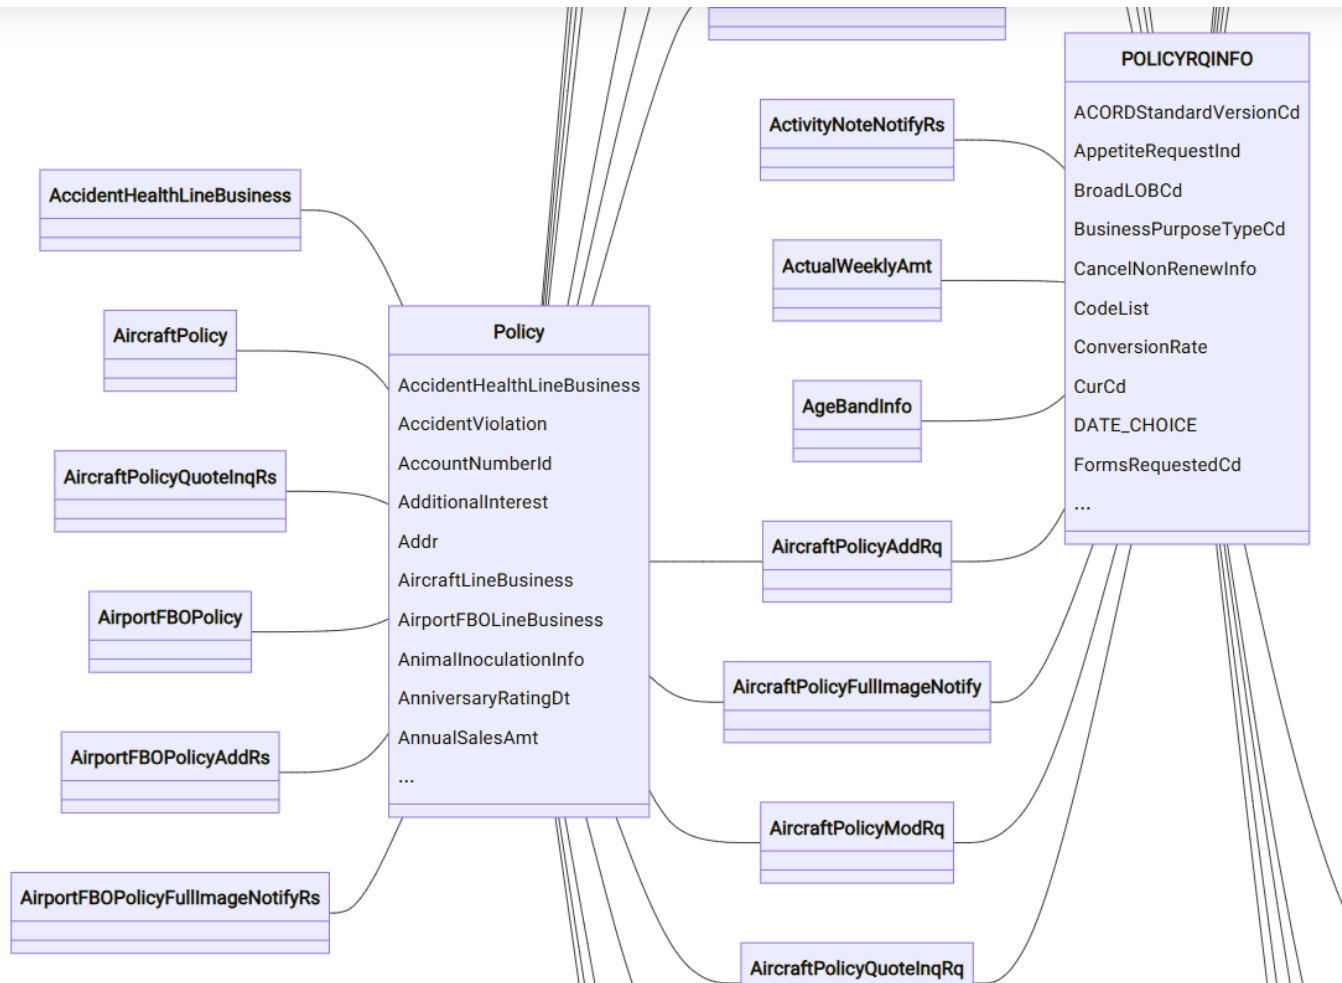 AccidentHealthLineBusiness
AircraftPolicy
AircraftPolicyQuoteInqRs
AirportFBOPolicy
AirportFBOPolicyAddRs
AirportFBOPolicyFullImageNotifyRs
Policy
AccidentHealthLineBusiness
AccidentViolation
AccountNumberId
AdditionalInterest
Addr
AircraftLineBusiness
AirportFBOLineBusiness
AnimalInoculationInfo
AnniversaryRatingDt
AnnualSalesAmt
...
ActivityNoteNotifyRs
ActualWeeklyAmt
AgeBandInfo
AircraftPolicyAddRq
AircraftPolicyFullImageNotify
AircraftPolicyModRq
AircraftPolicyQuoteInqRq
POLICYRQINFO
ACORDStandardVersionCd
AppetiteRequestInd
BroadLOBCd
BusinessPurposeTypeCd
CancelNonRenewInfo
CodeList
ConversionRate
CurCd
DATE_CHOICE
FormsRequestedCd
...